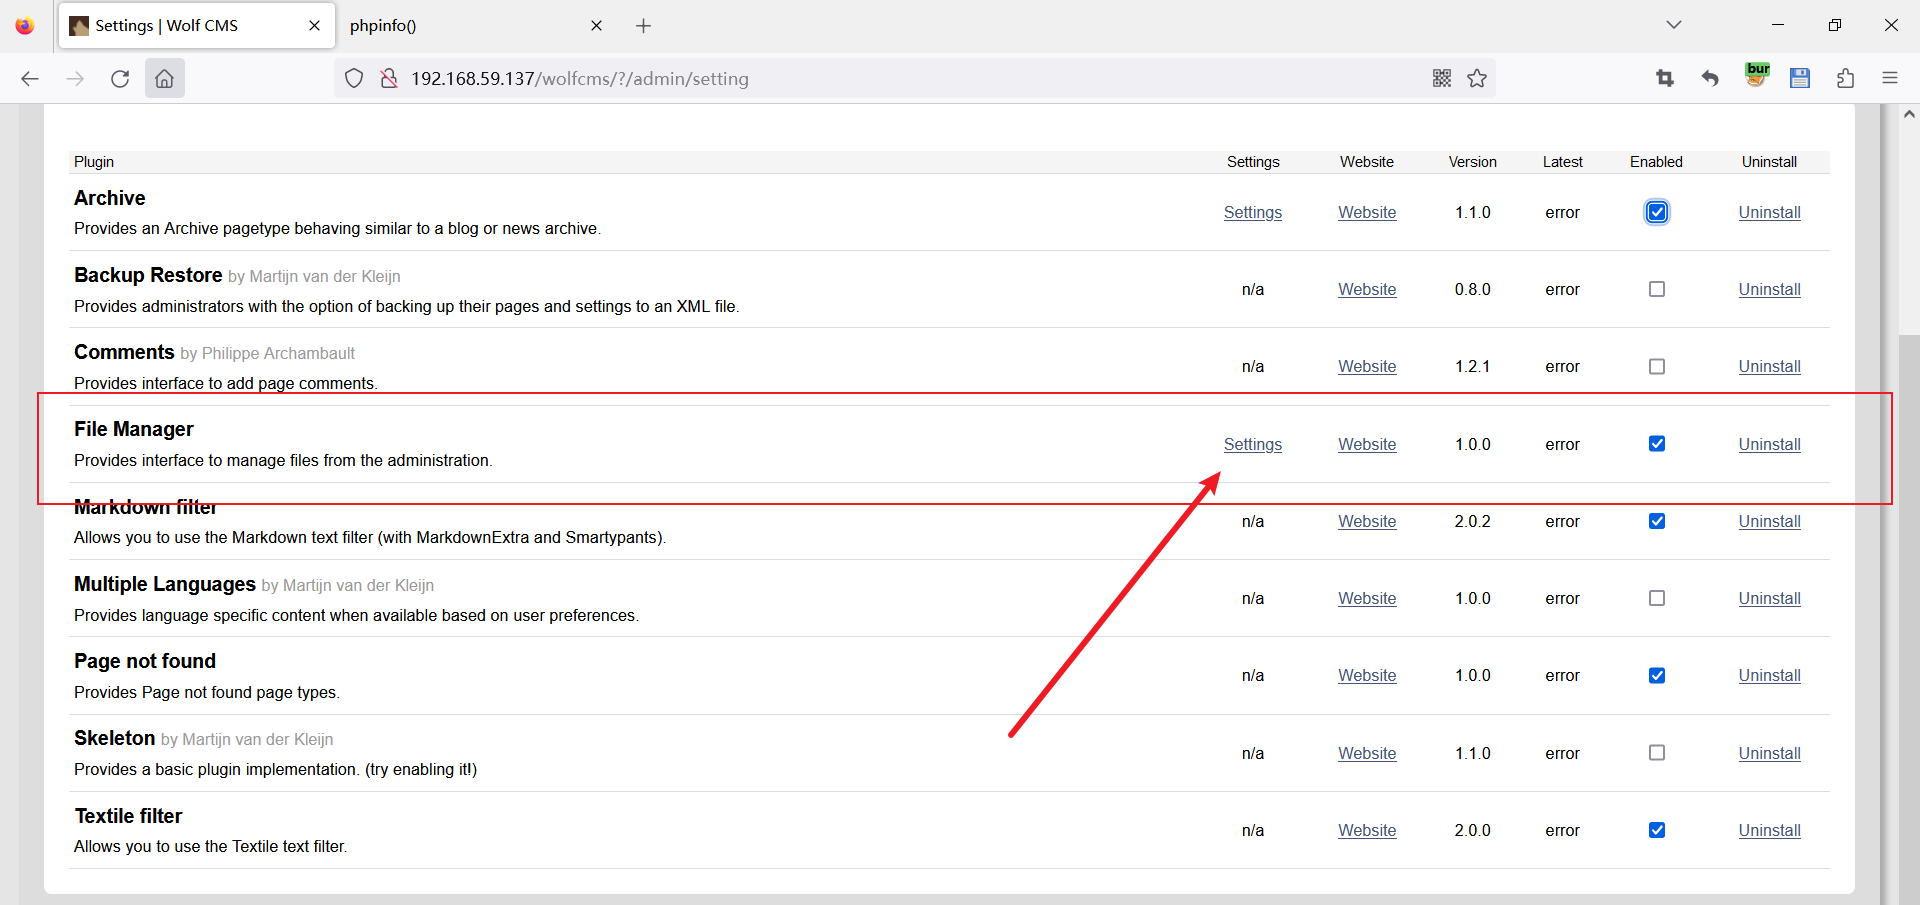 Settings | Wolf CMS
phpinfo()
192.168.59.137/wolfcms/?/admin/setting
bur
Plugin Settings Website Version Latest Enabled Uninstall
Archive
Provides an Archive pagetype behaving similar to a blog or news archive.
Settings Website 1.1.0 error Uninstall
Backup Restore by Martijn van der Kleijn
Provides administrators with the option of backing up their pages and settings to an XML file.
n/a Website 0.8.0 error Uninstall
Comments by Philippe Archambault
Provides interface to add page comments.
n/a Website 1.2.1 error Uninstall
File Manager
Provides interface to manage files from the administration.
Settings Website 1.0.0 error Uninstall
Markdown filter
Allows you to use the Markdown text filter (with MarkdownExtra and Smartypants).
n/a Website 2.0.2 error Uninstall
Multiple Languages by Martijn van der Kleijn
Provides language specific content when available based on user preferences.
n/a Website 1.0.0 error Uninstall
Page not found
Provides Page not found page types.
n/a Website 1.0.0 error Uninstall
Skeleton by Martijn van der Kleijn
Provides a basic plugin implementation. (try enabling it!)
n/a Website 1.1.0 error Uninstall
Textile filter
Allows you to use the Textile text filter.
n/a Website 2.0.0 error Uninstall